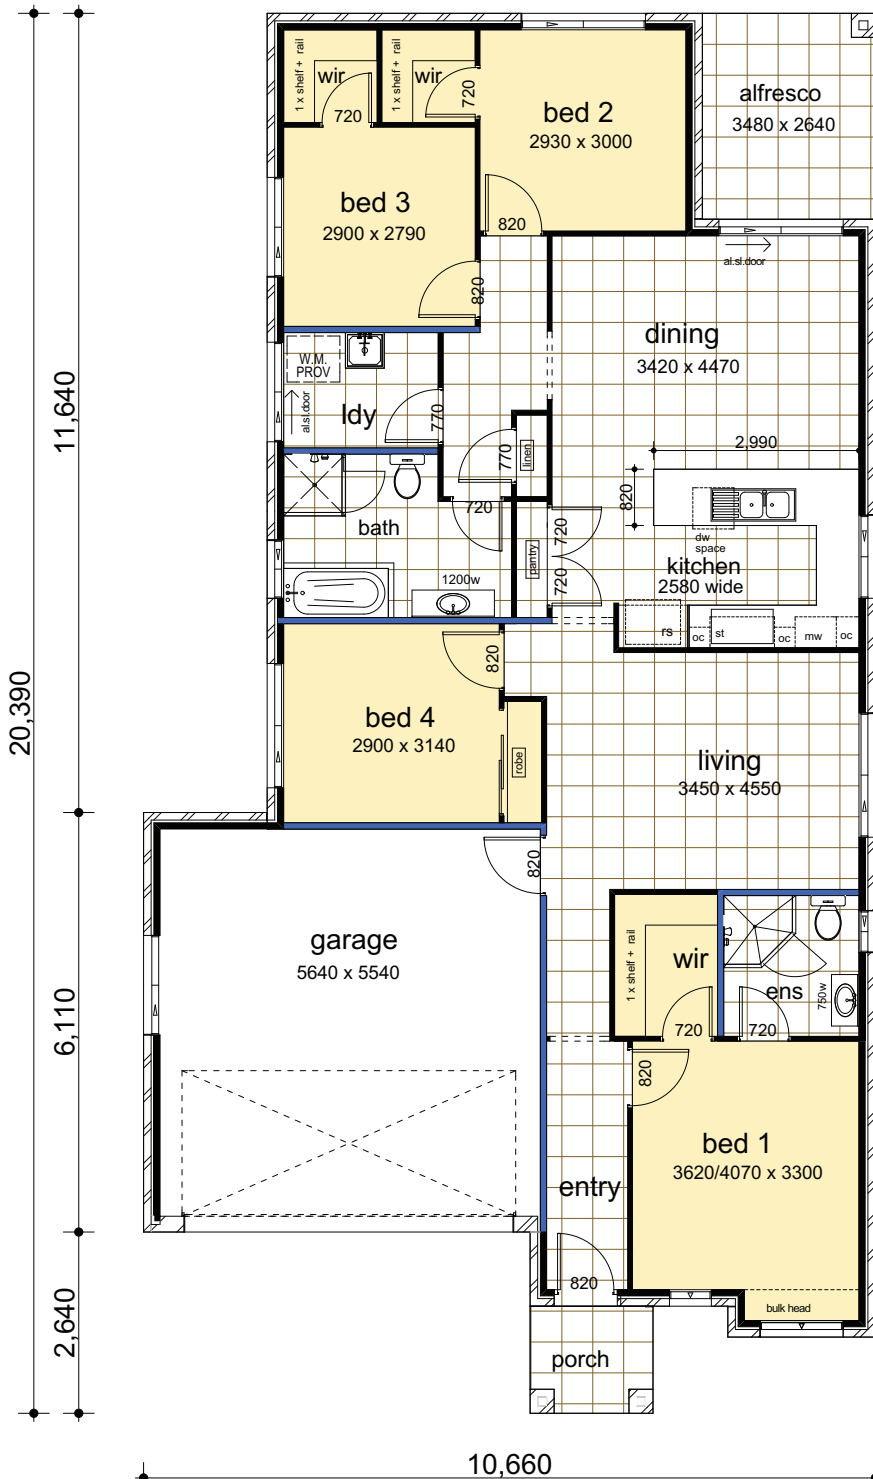 1 x shelf + rail
wir
720
1 x shelf + rail
wir
720
bed 2
2930 x 3000
alfresco
3480 x 2640
bed 3
2900 x 2790
820
820
al.sl.door
dining
3420 x 4470
W.M.
PROV
al.sl.door
ldy
770
11,640
2,990
770
linen
820
720
bath
720
pantry
720
dw
space
kitchen
2580 wide
1200w
rs
oc
st
oc
mw
oc
820
20,390
bed 4
2900 x 3140
robe
living
3450 x 4550
820
garage
5640 x 5540
1 x shelf + rail
wir
ens
750w
720
720
6,110
820
bed 1
3620/4070 x 3300
entry
820
bulk head
2,640
porch
10,660